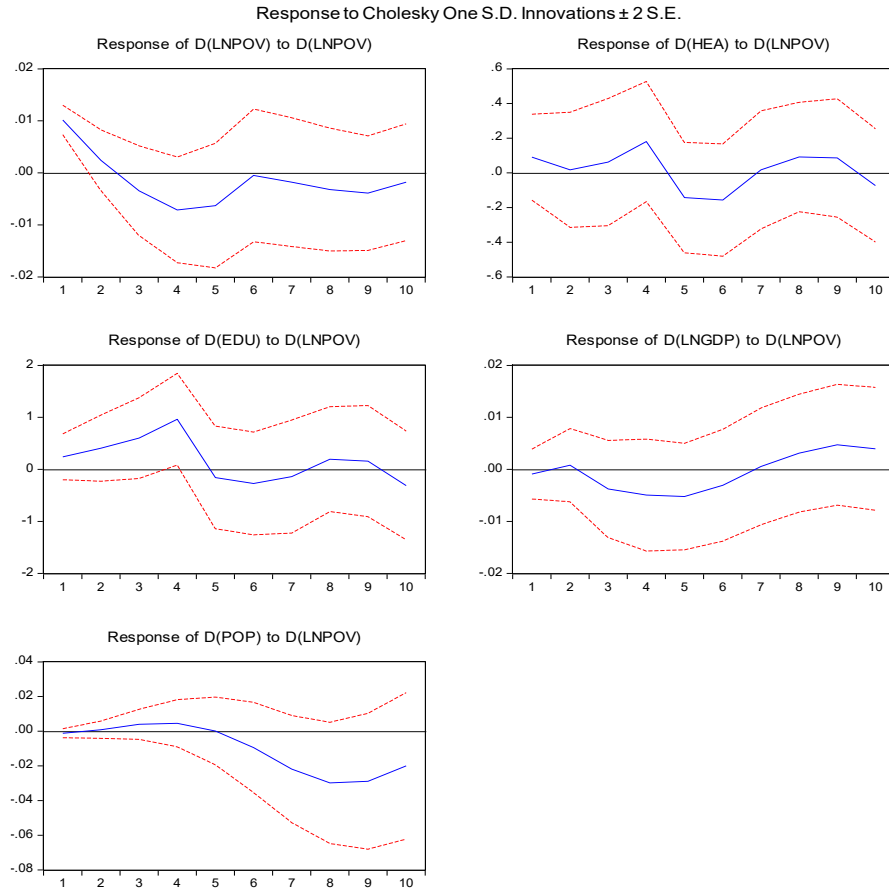 Response to Cholesky One S.D. Innovations ± 2 S.E.
Response of D(LNPOV) to D(LNPOV)
.02
.01
.00
-.01
-.02
1 2 3 4 5 6 7 8 9 10
Response of D(HEA) to D(LNPOV)
.6
.4
.2
.0
-.2
-.4
-.6
1 2 3 4 5 6 7 8 9 10
Response of D(EDU) to D(LNPOV)
2
1
0
-1
-2
1 2 3 4 5 6 7 8 9 10
Response of D(LNGDP) to D(LNPOV)
.02
.01
.00
-.01
-.02
1 2 3 4 5 6 7 8 9 10
Response of D(POP) to D(LNPOV)
.04
.02
.00
-.02
-.04
-.06
-.08
1 2 3 4 5 6 7 8 9 10